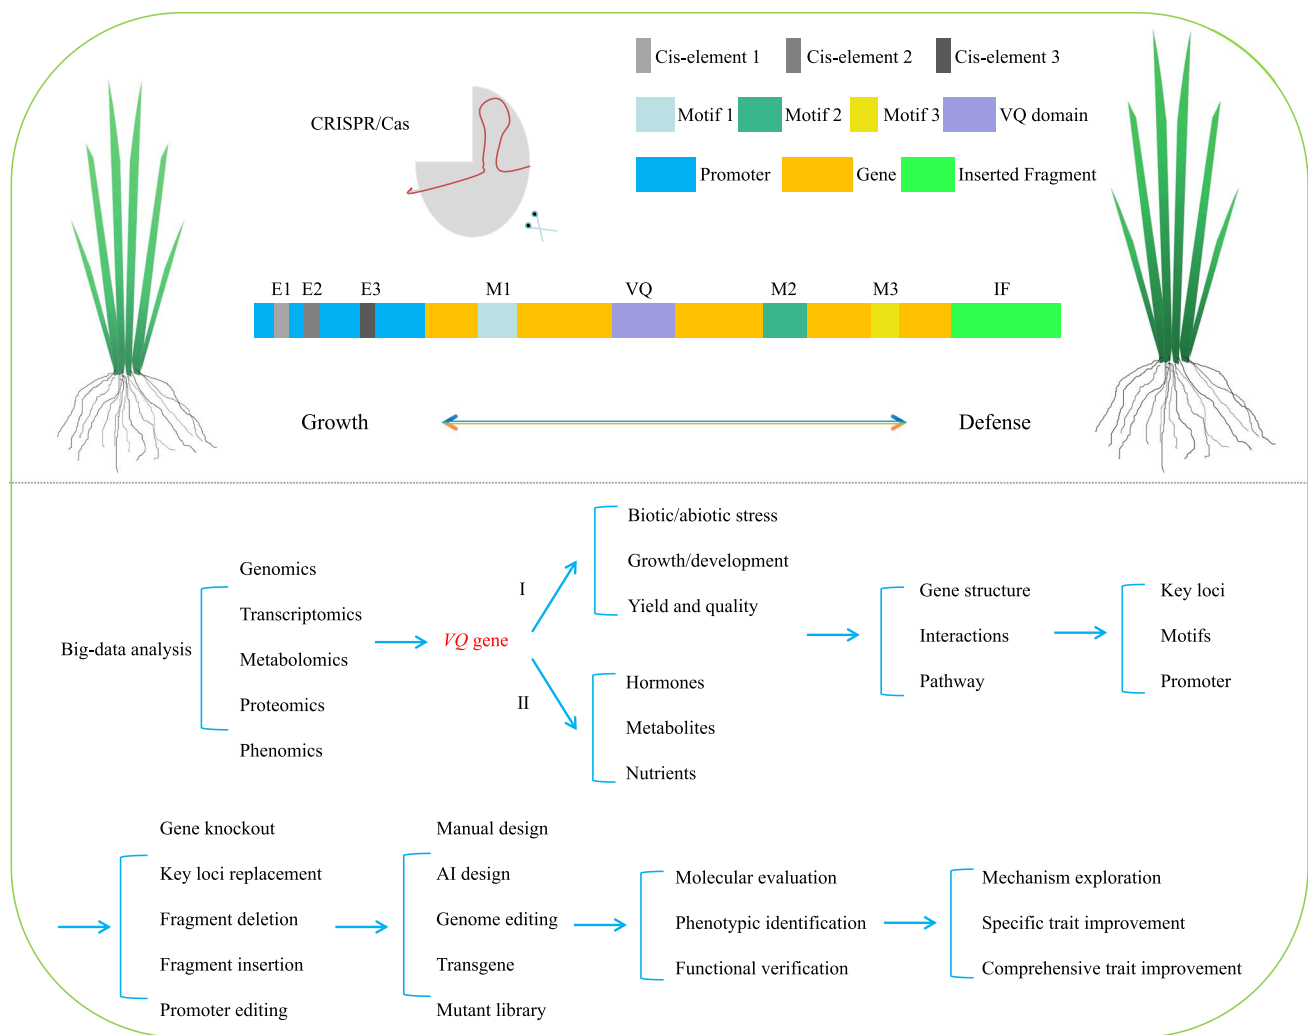 Cis-element 1
Cis-element 2
Cis-element 3
CRISPR/Cas
Motif 1
Motif 2
Motif 3
VQ domain
Promoter
Gene
Inserted Fragment
E1
E2
E3
M1
VQ
M2
M3
IF
Growth
Defense
Big-data analysis
Genomics
Transcriptomics
Metabolomics
Proteomics
Phenomics
VQ gene
I
II
Biotic/abiotic stress
Growth/development
Yield and quality
Hormones
Metabolites
Nutrients
Gene structure
Interactions
Pathway
Key loci
Motifs
Promoter
Gene knockout
Key loci replacement
Fragment deletion
Fragment insertion
Promoter editing
Manual design
AI design
Genome editing
Transgene
Mutant library
Molecular evaluation
Phenotypic identification
Functional verification
Mechanism exploration
Specific trait improvement
Comprehensive trait improvement